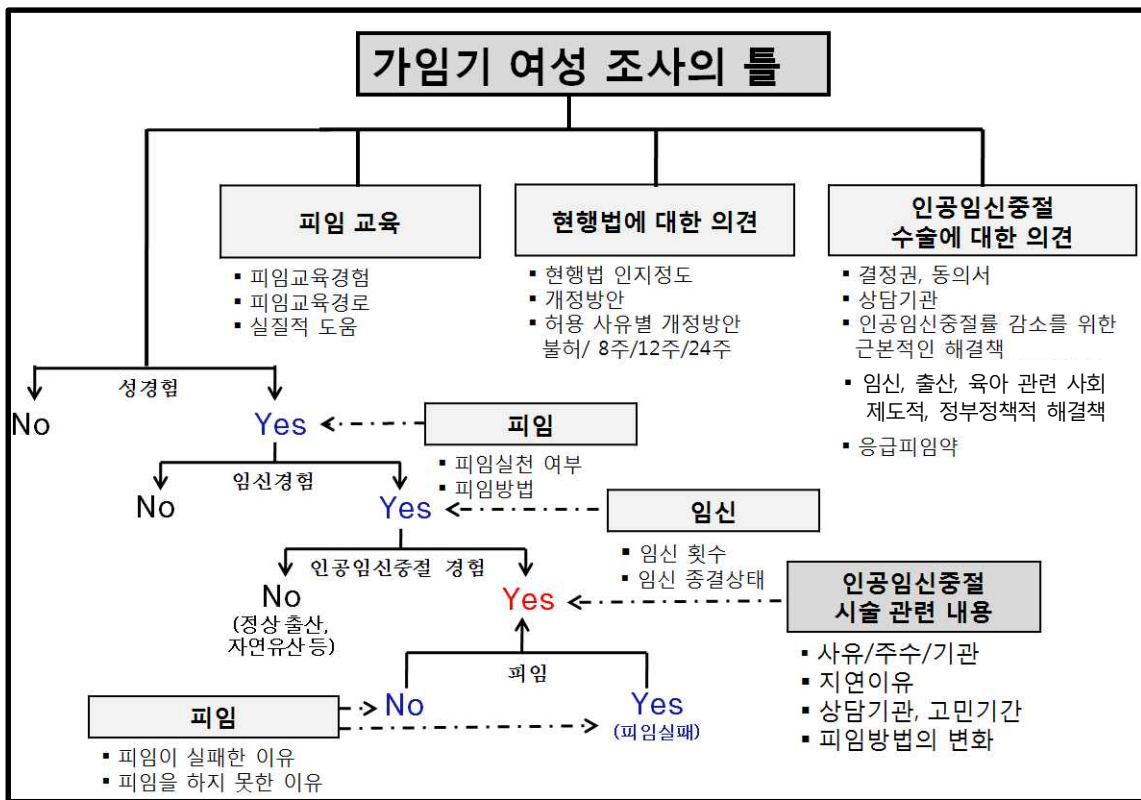 가임기 여성 조사의 틀
피임 교육
▪ 피임교육경험
▪ 피임교육경로
▪ 실질적 도움
현행법에 대한 의견
▪ 현행법 인지정도
▪ 개정방안
▪ 허용 사유별 개정방안
불허/ 8주/12주/24주
인공임신중절
수술에 대한 의견
▪ 결정권, 동의서
▪ 상담기관
▪ 인공임신중절률 감소를 위한
근본적인 해결책
▪ 임신, 출산, 육아 관련 사회
제도적, 정부정책적 해결책
▪ 응급피임약
성경험
No
Yes
피임
▪ 피임실천 여부
▪ 피임방법
임신경험
No
Yes
임신
▪ 임신 횟수
▪ 임신 종결상태
인공임신중절 경험
No
(정상 출산,
자연유산 등)
Yes
인공임신중절
시술 관련 내용
▪ 사유/주수/기관
▪ 지연이유
▪ 상담기관, 고민기간
▪ 피임방법의 변화
피임
No
Yes
(피임실패)
피임
▪ 피임이 실패한 이유
▪ 피임을 하지 못한 이유